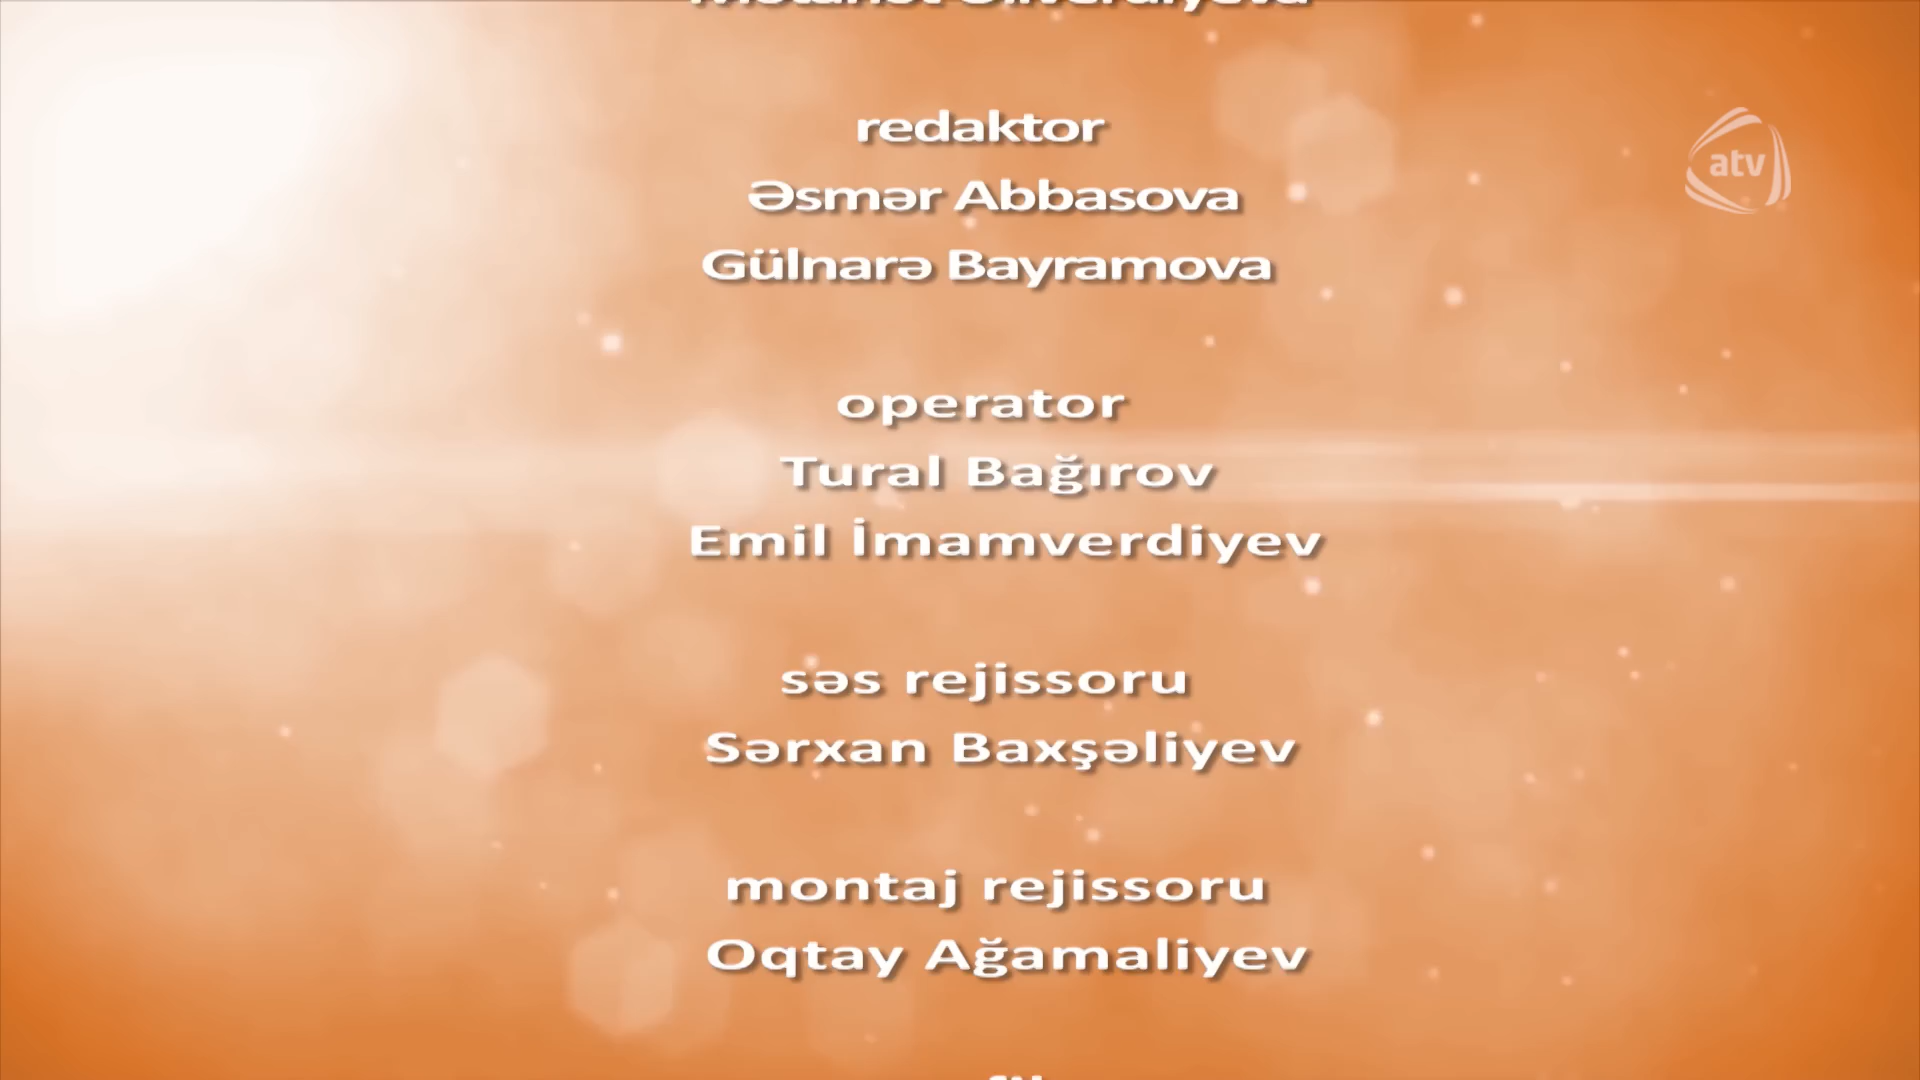 redaktor
Əsmər Abbasova
Gülnarə Bayramova
operator
Tural Bağırov
Emil İmamverdiyev
səs rejissoru
Sərxan Baxşəliyev
montaj rejissoru
Oqtay Ağamaliyev
atv